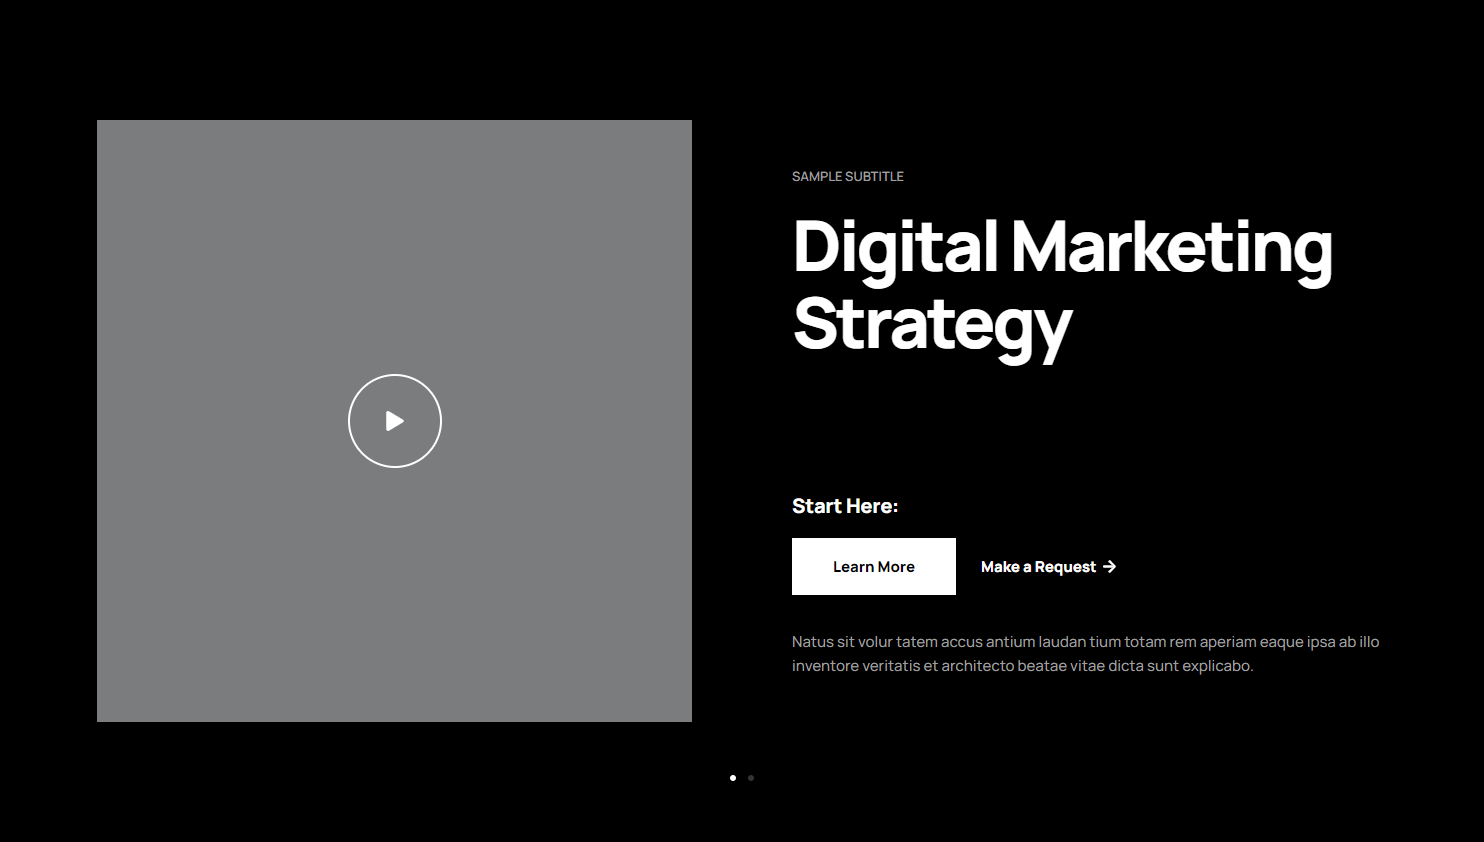 SAMPLE SUBTITLE
Digital Marketing
Strategy
Start Here:
Learn More
Make a Request →
Natus sit volur tatem accus antium laudan tium totam rem aperiam eaque ipsa ab illo
inventore veritatis et architecto beatae vitae dicta sunt explicabo.